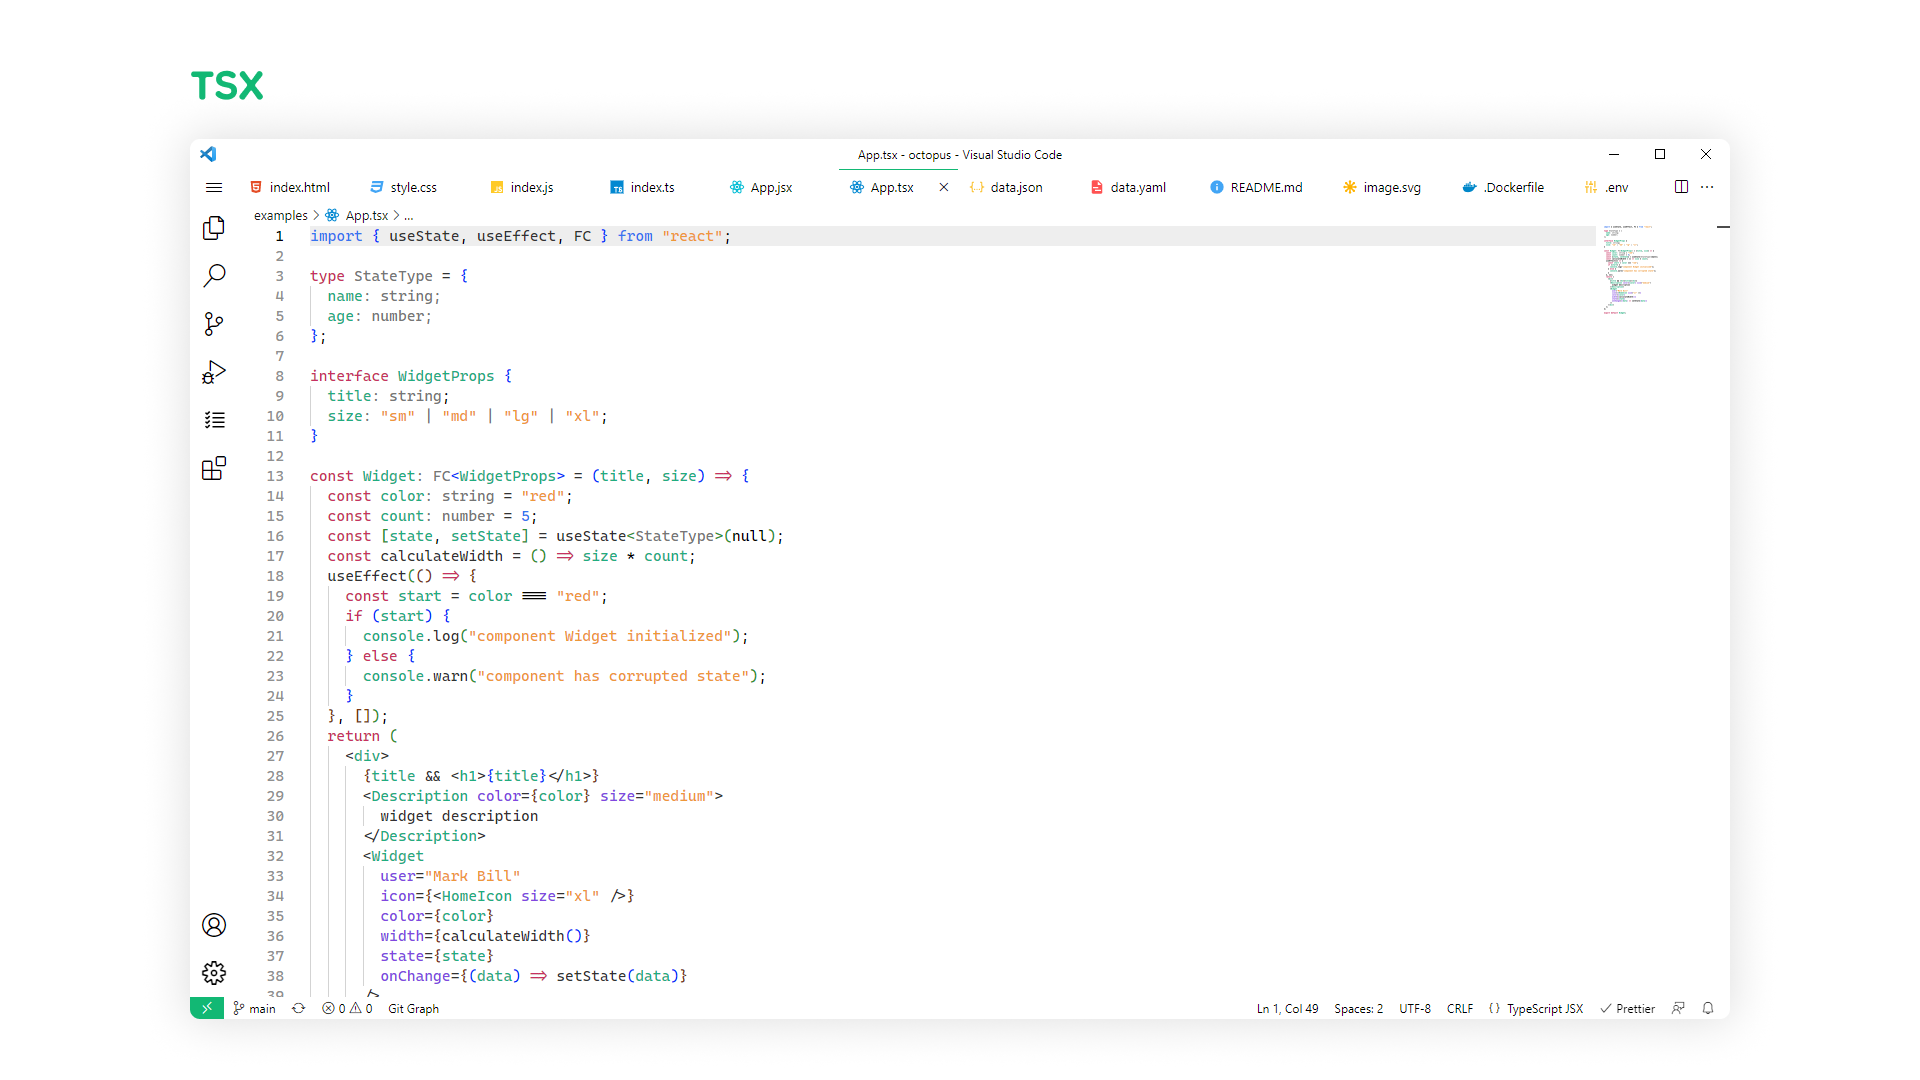 TSX
App.tsx - octopus - Visual Studio Code
index.html style.css index.js index.ts App.jsx App.tsx data.json data.yaml README.md image.svg .Dockerfile .env
examples > App.tsx > ...
1 import { useState, useEffect, FC } from "react";
2
3 type StateType = {
4 name: string;
5 age: number;
6 };
7
8 interface WidgetProps {
9 title: string;
10 size: "sm" | "md" | "lg" | "xl";
11 }
12
13 const Widget: FC<WidgetProps> = (title, size) => {
14 const color: string = "red";
15 const count: number = 5;
16 const [state, setState] = useState<StateType>(null);
17 const calculateWidth = () => size * count;
18 useEffect(() => {
19 const start = color === "red";
20 if (start) {
21 console.log("component Widget initialized");
22 } else {
23 console.warn("component has corrupted state");
24 }
25 }, []);
26 return (
27 <div>
28 {title && <h1>{title}</h1>}
29 <Description color={color} size="medium">
30 widget description
31 </Description>
32 <Widget
33 user="Mark Bill"
34 icon={<HomeIcon size="xl" />}
35 color={color}
36 width={calculateWidth()}
37 state={state}
38 onChange={(data) => setState(data)}
39 />
main 0 0 Git Graph Ln 1, Col 49 Spaces: 2 UTF-8 CRLF {} TypeScript JSX Prettier